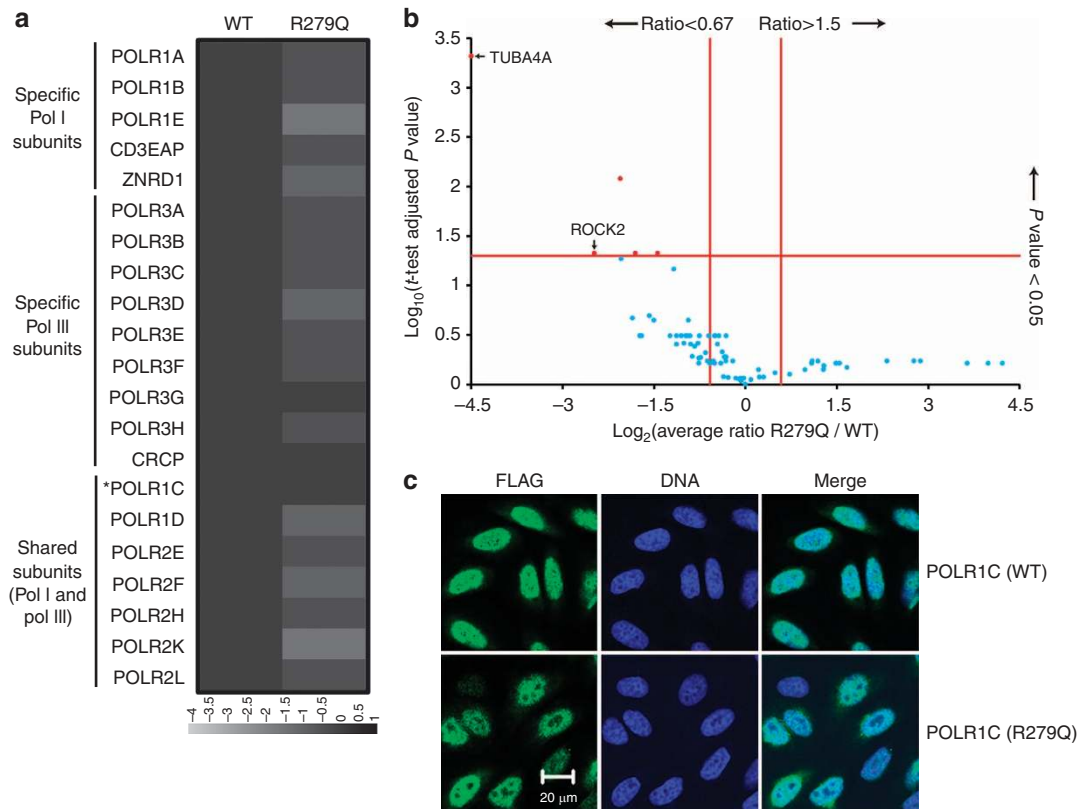 a
WT R279Q
Specific
Pol I
subunits
POLR1A
POLR1B
POLR1E
CD3EAP
ZNRD1
Specific
Pol III
subunits
POLR3A
POLR3B
POLR3C
POLR3D
POLR3E
POLR3F
POLR3G
POLR3H
CRCP
Shared
subunits
(Pol I and
pol III)
*POLR1C
POLR1D
POLR2E
POLR2F
POLR2H
POLR2K
POLR2L
−4 −3.5 −3 −2.5 −2 −1.5 −1 −0.5 0 0.5 1
b
Ratio<0.67 Ratio>1.5
Log10(t-test adjusted P value)
3.5
3
2.5
2
1.5
1
0.5
0
TUBA4A
ROCK2
P value < 0.05
−4.5 −3 −1.5 0 1.5 3 4.5
Log2(average ratio R279Q / WT)
c
FLAG DNA Merge
POLR1C (WT)
POLR1C (R279Q)
20 μm